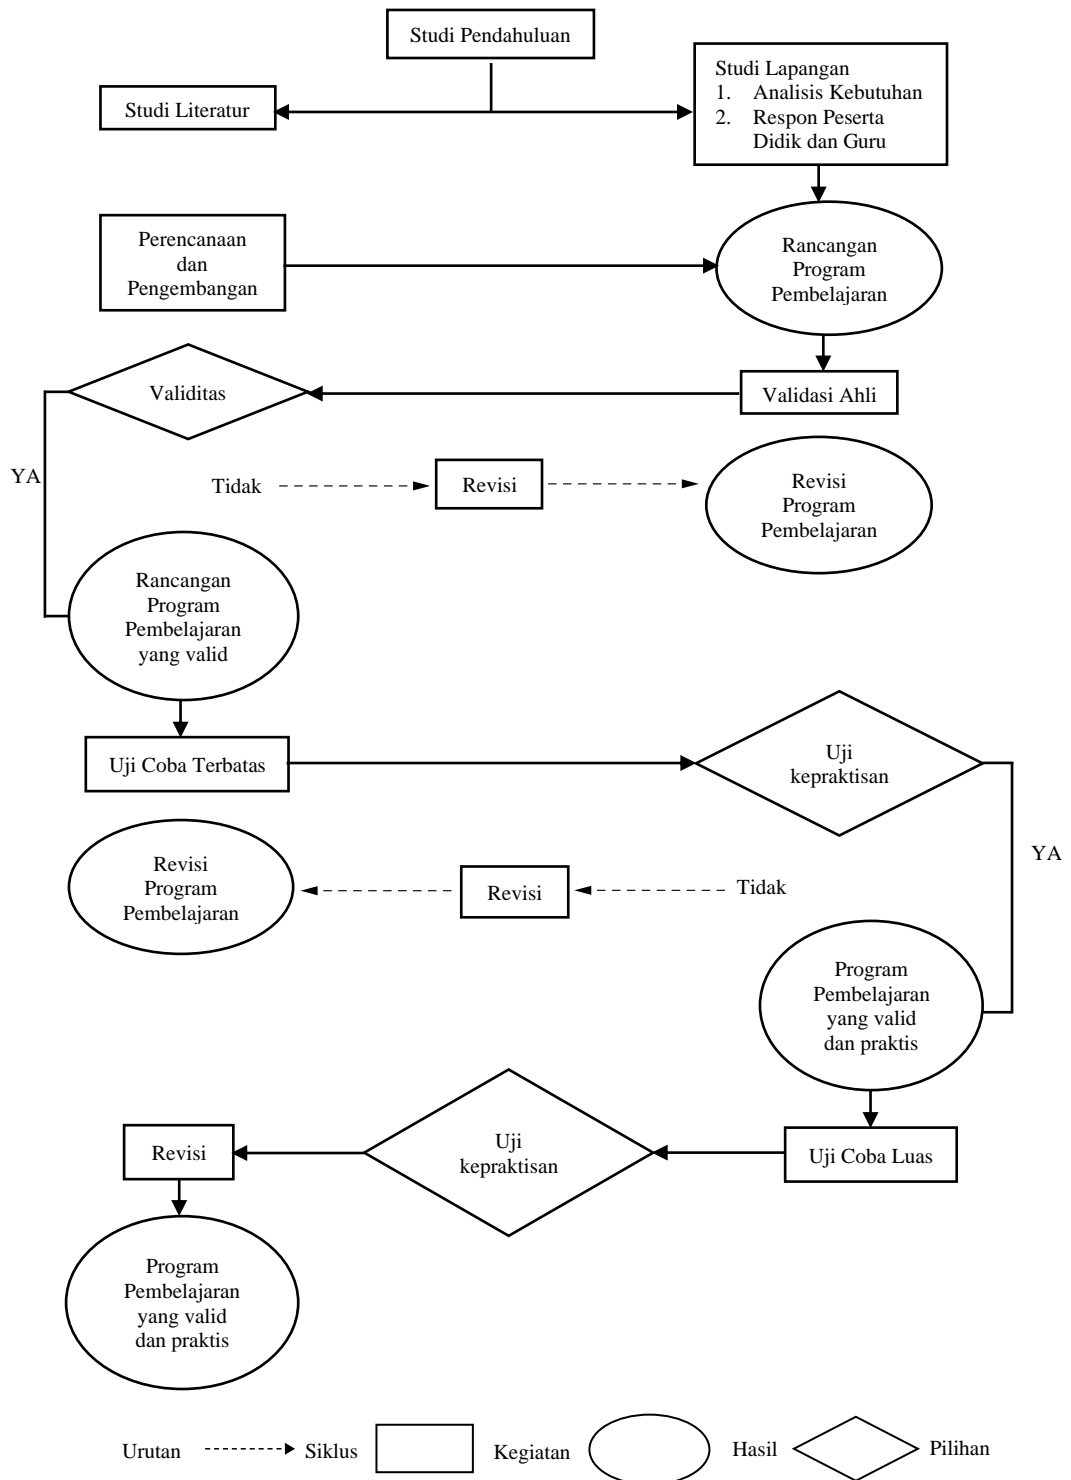 Studi Pendahuluan
Studi Literatur
Studi Lapangan
1. Analisis Kebutuhan
2. Respon Peserta
Didik dan Guru
Perencanaan
dan
Pengembangan
Rancangan
Program
Pembelajaran
Validitas
Validasi Ahli
YA
Tidak
Revisi
Revisi
Program
Pembelajaran
Rancangan
Program
Pembelajaran
yang valid
Uji Coba Terbatas
Uji
kepraktisan
YA
Revisi
Program
Pembelajaran
Revisi
Tidak
Program
Pembelajaran
yang valid
dan praktis
Revisi
Uji
kepraktisan
Uji Coba Luas
Program
Pembelajaran
yang valid
dan praktis
Urutan Siklus Kegiatan Hasil Pilihan